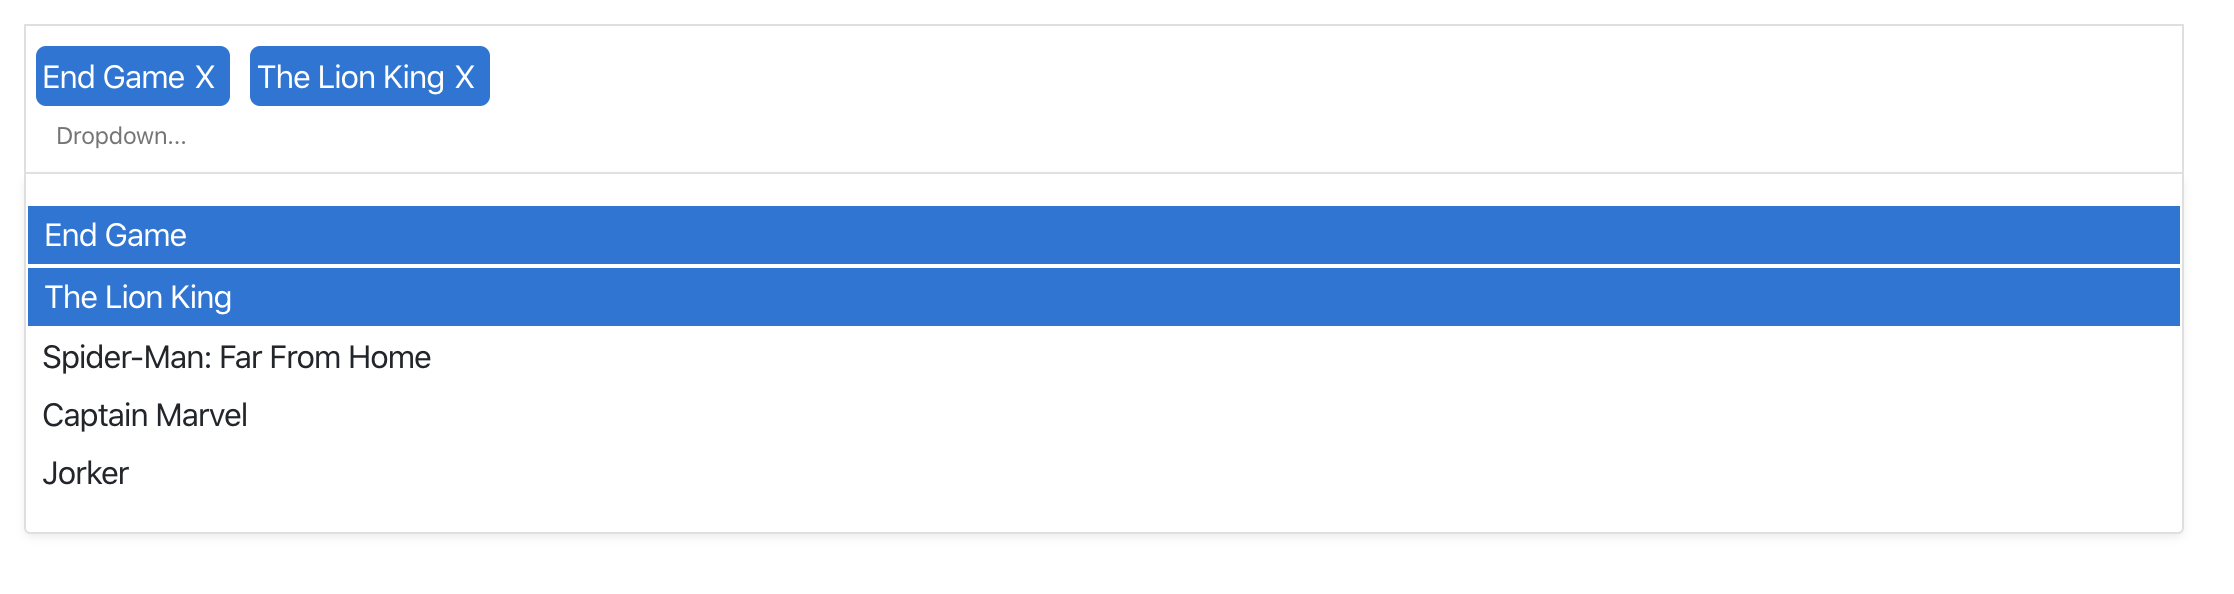 End Game X The Lion King X
Dropdown...
End Game
The Lion King
Spider-Man: Far From Home
Captain Marvel
Jorker